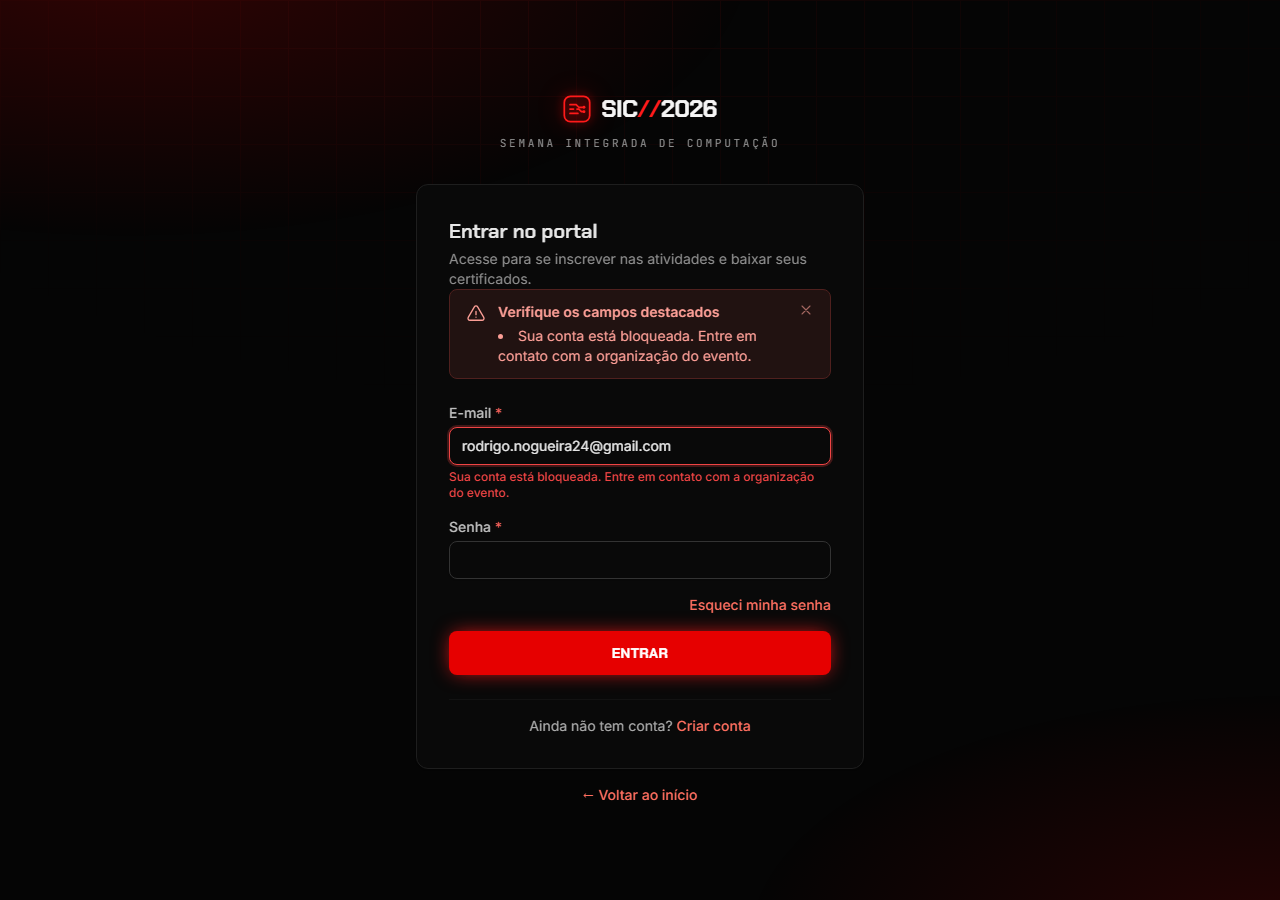 SIC//2026
SEMANA INTEGRADA DE COMPUTAÇÃO
Entrar no portal
Acesse para se inscrever nas atividades e baixar seus
certificados.
Verifique os campos destacados
• Sua conta está bloqueada. Entre em
contato com a organização do evento.
E-mail *
rodrigo.nogueira24@gmail.com
Sua conta está bloqueada. Entre em contato com a organização
do evento.
Senha *
Esqueci minha senha
ENTRAR
Ainda não tem conta? Criar conta
← Voltar ao início